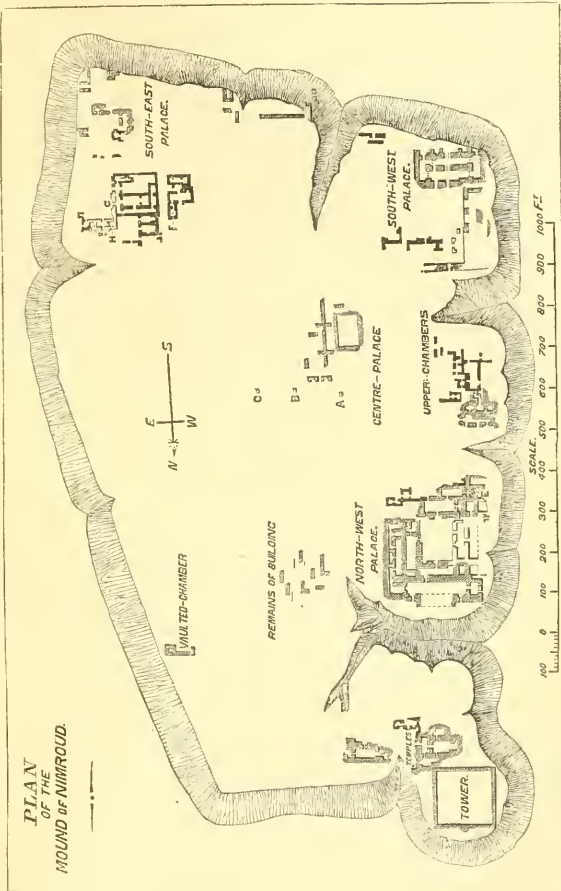 PLAN
OF THE
MOUND OF NIMROUD.
SOUTH-EAST
PALACE.
G
H
F
VAULTED-CHAMBER
E
N
S
W
REMAINS OF BUILDING
C
B
A
CENTRE-PALACE
SOUTH-WEST
PALACE.
UPPER-CHAMBERS
NORTH-WEST
PALACE.
TEMPLES
TOWER.
SCALE.
100 0 100 200 300 400 500 600 700 800 900 1000 FT